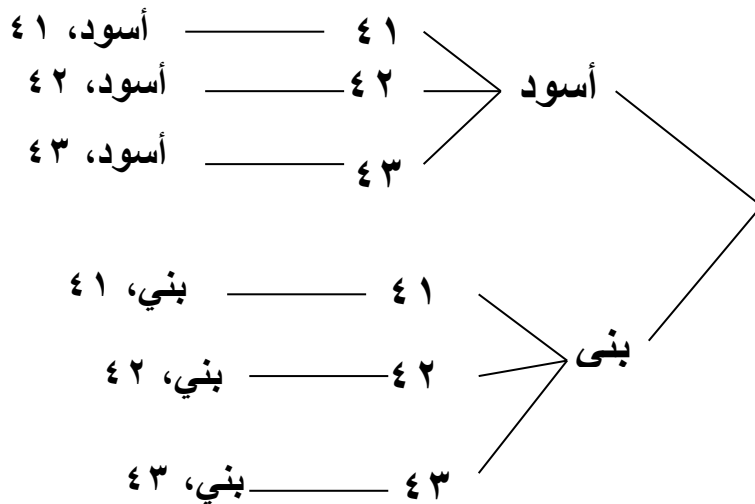 أسود
٤١
أسود، ٤١
٤٢
أسود، ٤٢
٤٣
أسود، ٤٣
بنى
٤١
بني، ٤١
٤٢
بني، ٤٢
٤٣
بني، ٤٣